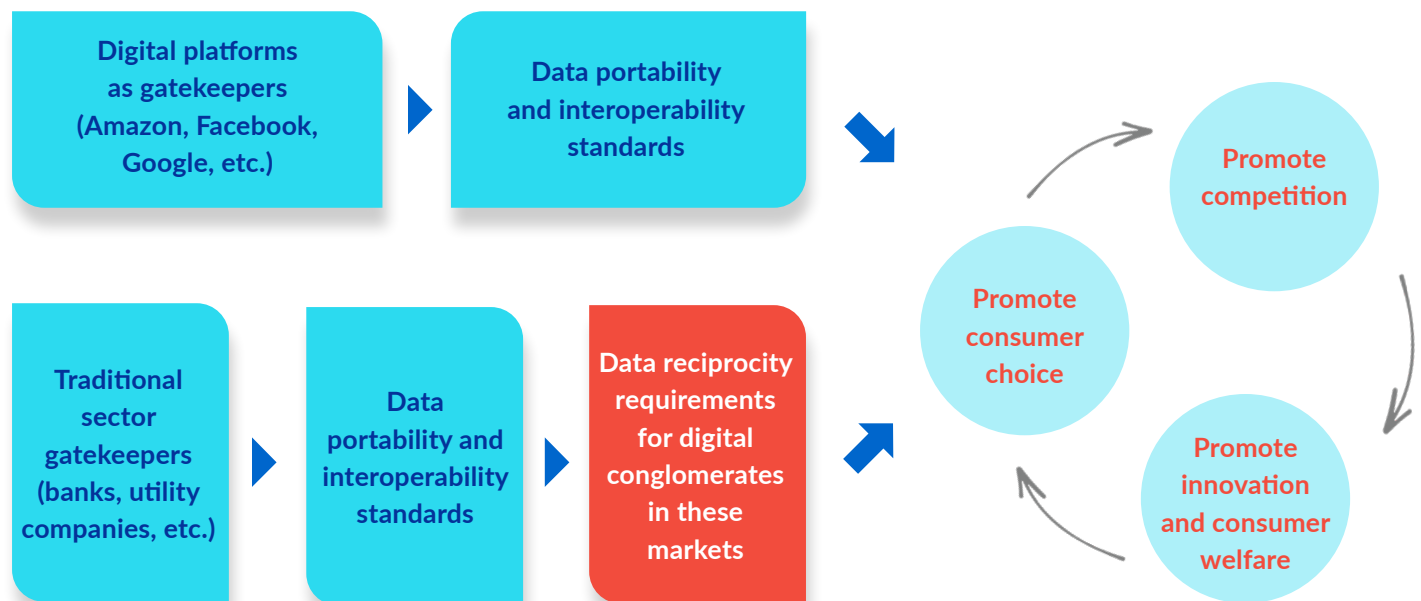 Digital platforms
as gatekeepers
(Amazon, Facebook,
Google, etc.)
Data portability
and interoperability
standards
Traditional
sector
gatekeepers
(banks, utility
companies, etc.)
Data
portability and
interoperability
standards
Data reciprocity
requirements
for digital
conglomerates
in these
markets
Promote
consumer
choice
Promote
competition
Promote
innovation
and consumer
welfare